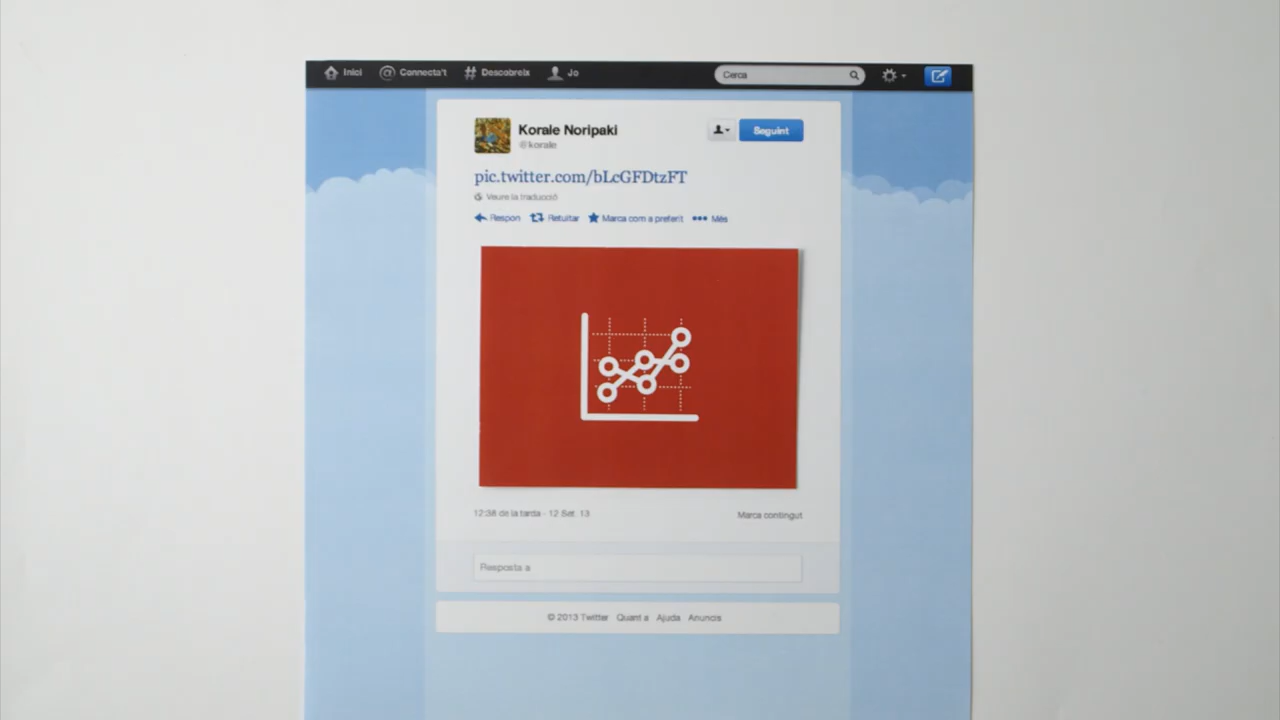 Inici Connecta't Descobreix Jo Cerca
Korale Noripaki
@korale
Seguint
pic.twitter.com/bLcGFDtzFT
Veure la traducció
Respon Retuitar Marca com a preferit Més
12:38 de la tarda - 12 Set. 13
Marca contingut
Resposta a
© 2013 Twitter Quant a Ajuda Anuncis